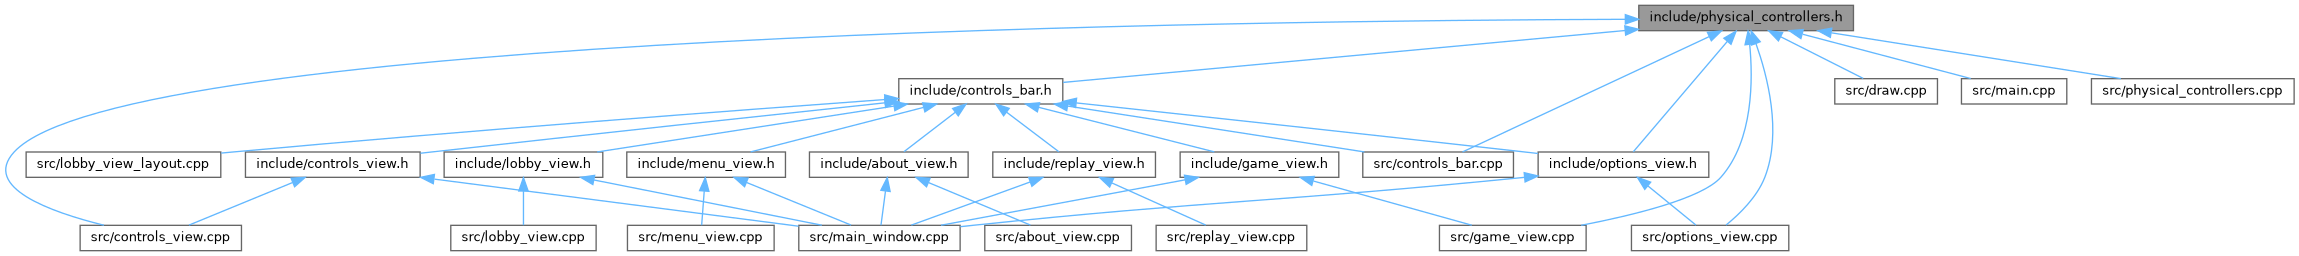 include/physical_controllers.h
include/controls_bar.h
src/draw.cpp
src/main.cpp
src/physical_controllers.cpp
src/lobby_view_layout.cpp
include/controls_view.h
include/lobby_view.h
include/menu_view.h
include/about_view.h
include/replay_view.h
include/game_view.h
src/controls_bar.cpp
include/options_view.h
src/controls_view.cpp
src/lobby_view.cpp
src/menu_view.cpp
src/main_window.cpp
src/about_view.cpp
src/replay_view.cpp
src/game_view.cpp
src/options_view.cpp